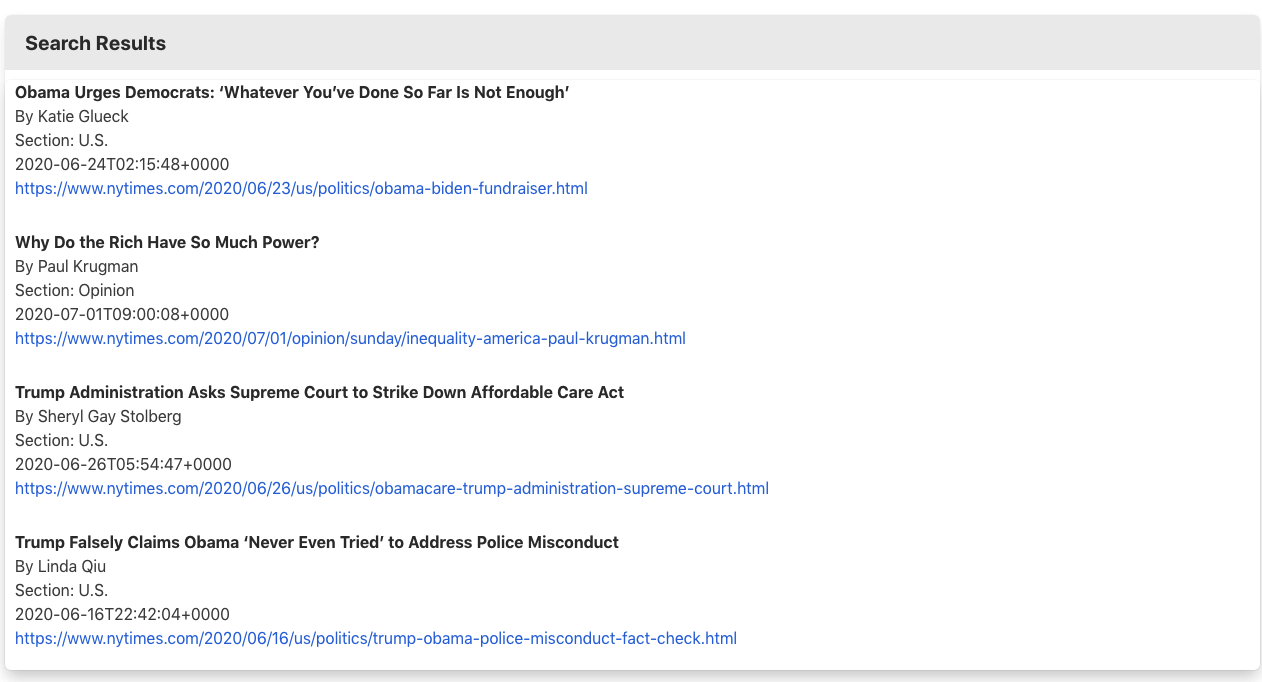 Search Results
Obama Urges Democrats: ‘Whatever You’ve Done So Far Is Not Enough’
By Katie Glueck
Section: U.S.
2020-06-24T02:15:48+0000
https://www.nytimes.com/2020/06/23/us/politics/obama-biden-fundraiser.html
Why Do the Rich Have So Much Power?
By Paul Krugman
Section: Opinion
2020-07-01T09:00:08+0000
https://www.nytimes.com/2020/07/01/opinion/sunday/inequality-america-paul-krugman.html
Trump Administration Asks Supreme Court to Strike Down Affordable Care Act
By Sheryl Gay Stolberg
Section: U.S.
2020-06-26T05:54:47+0000
https://www.nytimes.com/2020/06/26/us/politics/obamacare-trump-administration-supreme-court.html
Trump Falsely Claims Obama ‘Never Even Tried’ to Address Police Misconduct
By Linda Qiu
Section: U.S.
2020-06-16T22:42:04+0000
https://www.nytimes.com/2020/06/16/us/politics/trump-obama-police-misconduct-fact-check.html